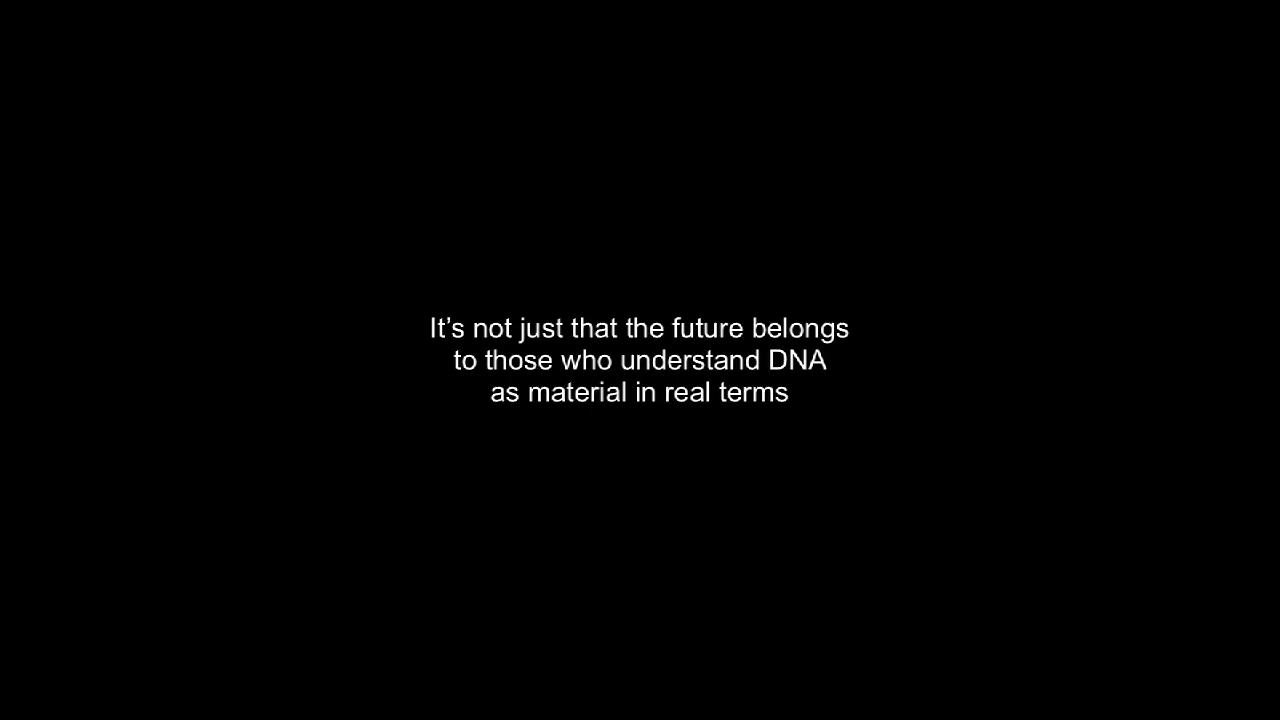 It’s not just that the future belongs
to those who understand DNA
as material in real terms